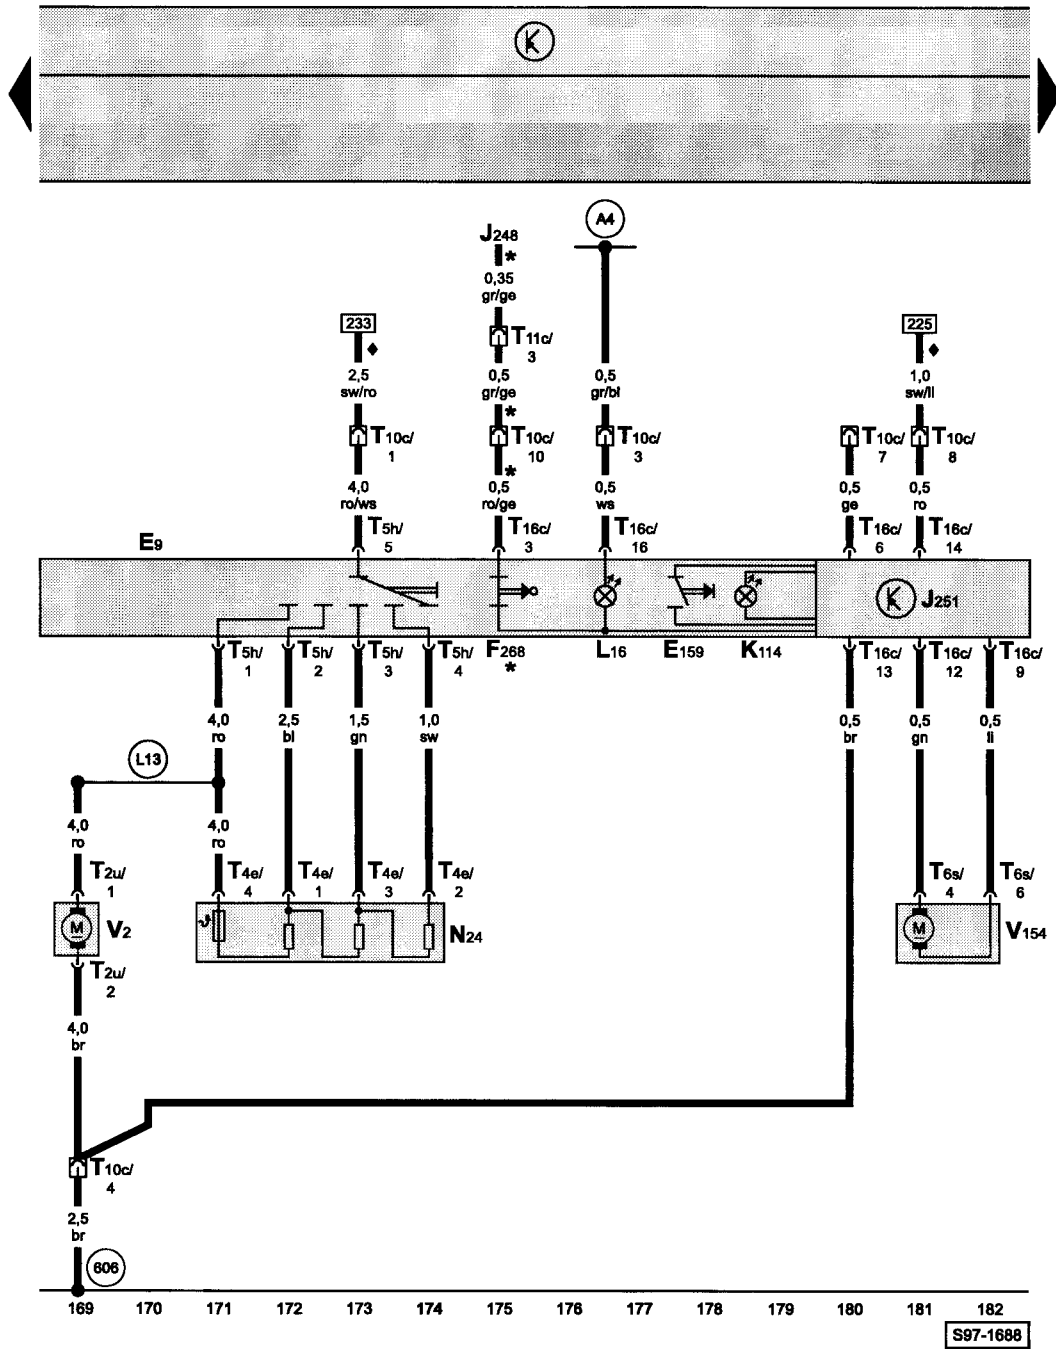 K
A4
J248
*
0,35
gr/ge
233
225
T11c/
3
2,5
sw/ro
0,5
gr/ge
*
0,5
gr/bl
1,0
sw/li
T10c/
1
T10c/
10
T10c/
3
T10c/
7
T10c/
8
*
4,0
ro/ws
0,5
ro/ge
0,5
ws
0,5
ge
0,5
ro
T5h/
5
T16c/
3
T16c/
16
T16c/
6
T16c/
14
E9
K
J251
T5h/
1
T5h/
2
T5h/
3
T5h/
4
F268
*
L16
E159
K114
T16c/
13
T16c/
12
T16c/
9
4,0
ro
2,5
bl
1,5
gn
1,0
sw
0,5
br
0,5
gn
0,5
li
L13
4,0
ro
4,0
ro
T2u/
1
T4e/
4
T4e/
1
T4e/
3
T4e/
2
T6s/
4
T6s/
6
M
V2
N24
M
V154
T2u/
2
4,0
br
T10c/
4
2,5
br
606
169 170 171 172 173 174 175 176 177 178 179 180 181 182
S97-1688